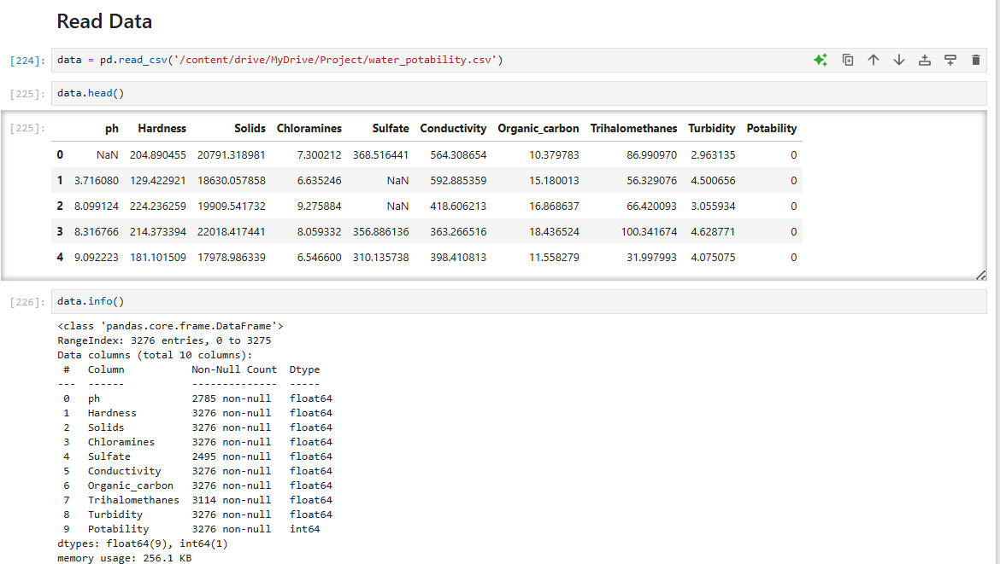 Read Data
[224]: data = pd.read_csv('/content/drive/MyDrive/Project/water_potability.csv')
[225]: data.head()
[225]: ph Hardness Solids Chloramines Sulfate Conductivity Organic_carbon Trihalomethanes Turbidity Potability
0 NaN 204.890455 20791.318981 7.300212 368.516441 564.308654 10.379783 86.990970 2.963135 0
1 3.716080 129.422921 18630.057858 6.635246 NaN 592.885359 15.180013 56.329076 4.500656 0
2 8.099124 224.236259 19909.541732 9.275884 NaN 418.606213 16.868637 66.420093 3.055934 0
3 8.316766 214.373394 22018.417441 8.059332 356.886136 363.266516 18.436524 100.341674 4.628771 0
4 9.092223 181.101509 17978.986339 6.546600 310.135738 398.410813 11.558279 31.997993 4.075075 0
[226]: data.info()
<class 'pandas.core.frame.DataFrame'>
RangeIndex: 3276 entries, 0 to 3275
Data columns (total 10 columns):
# Column Non-Null Count Dtype
--- ------ -------------- -----
0 ph 2785 non-null float64
1 Hardness 3276 non-null float64
2 Solids 3276 non-null float64
3 Chloramines 3276 non-null float64
4 Sulfate 2495 non-null float64
5 Conductivity 3276 non-null float64
6 Organic_carbon 3276 non-null float64
7 Trihalomethanes 3114 non-null float64
8 Turbidity 3276 non-null float64
9 Potability 3276 non-null int64
dtypes: float64(9), int64(1)
memory usage: 256.1 KB